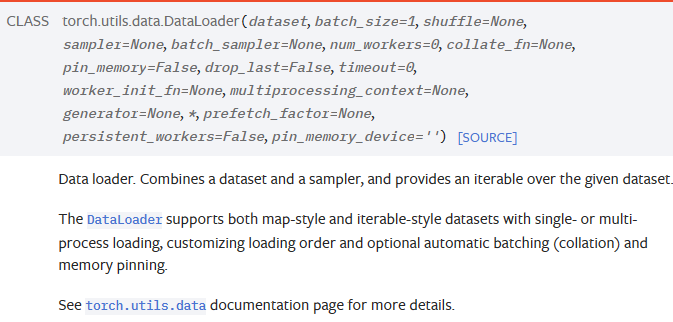 CLASS torch.utils.data.DataLoader(dataset, batch_size=1, shuffle=None,
sampler=None, batch_sampler=None, num_workers=0, collate_fn=None,
pin_memory=False, drop_last=False, timeout=0,
worker_init_fn=None, multiprocessing_context=None,
generator=None, *, prefetch_factor=None,
persistent_workers=False, pin_memory_device='') [SOURCE]
Data loader. Combines a dataset and a sampler, and provides an iterable over the given dataset.
The DataLoader supports both map-style and iterable-style datasets with single- or multi-
process loading, customizing loading order and optional automatic batching (collation) and
memory pinning.
See torch.utils.data documentation page for more details.